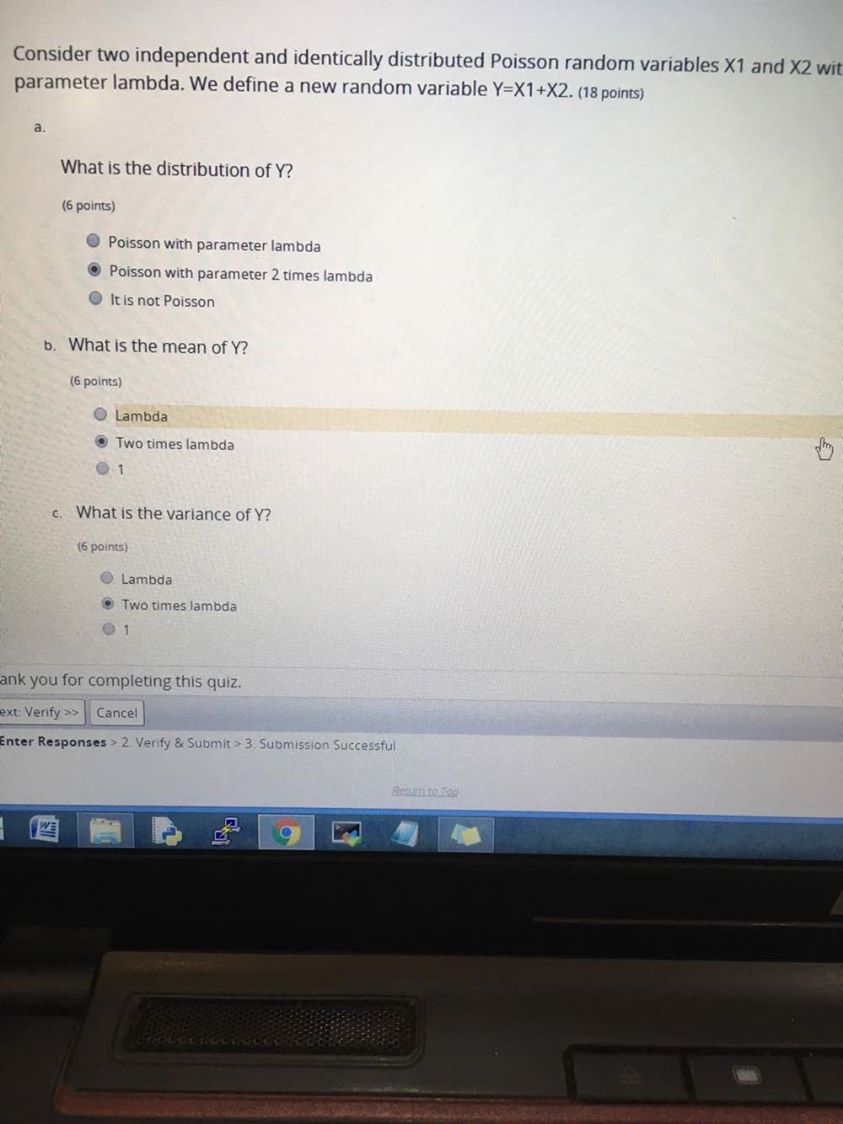 Consider two independent and identically distributed Poisson random variables X1 and X2 wit
parameter lambda. We define a new random variable Y=X1+X2. (18 points)
a.
What is the distribution of Y?
(6 points)
Poisson with parameter lambda
Poisson with parameter 2 times lambda
It is not Poisson
b. What is the mean of Y?
(6 points)
Lambda
Two times lambda
1
c. What is the variance of Y?
(6 points)
Lambda
Two times lambda
1
ank you for completing this quiz.
ext: Verify >> Cancel
Enter Responses > 2. Verify & Submit > 3. Submission Successful
Return to Top